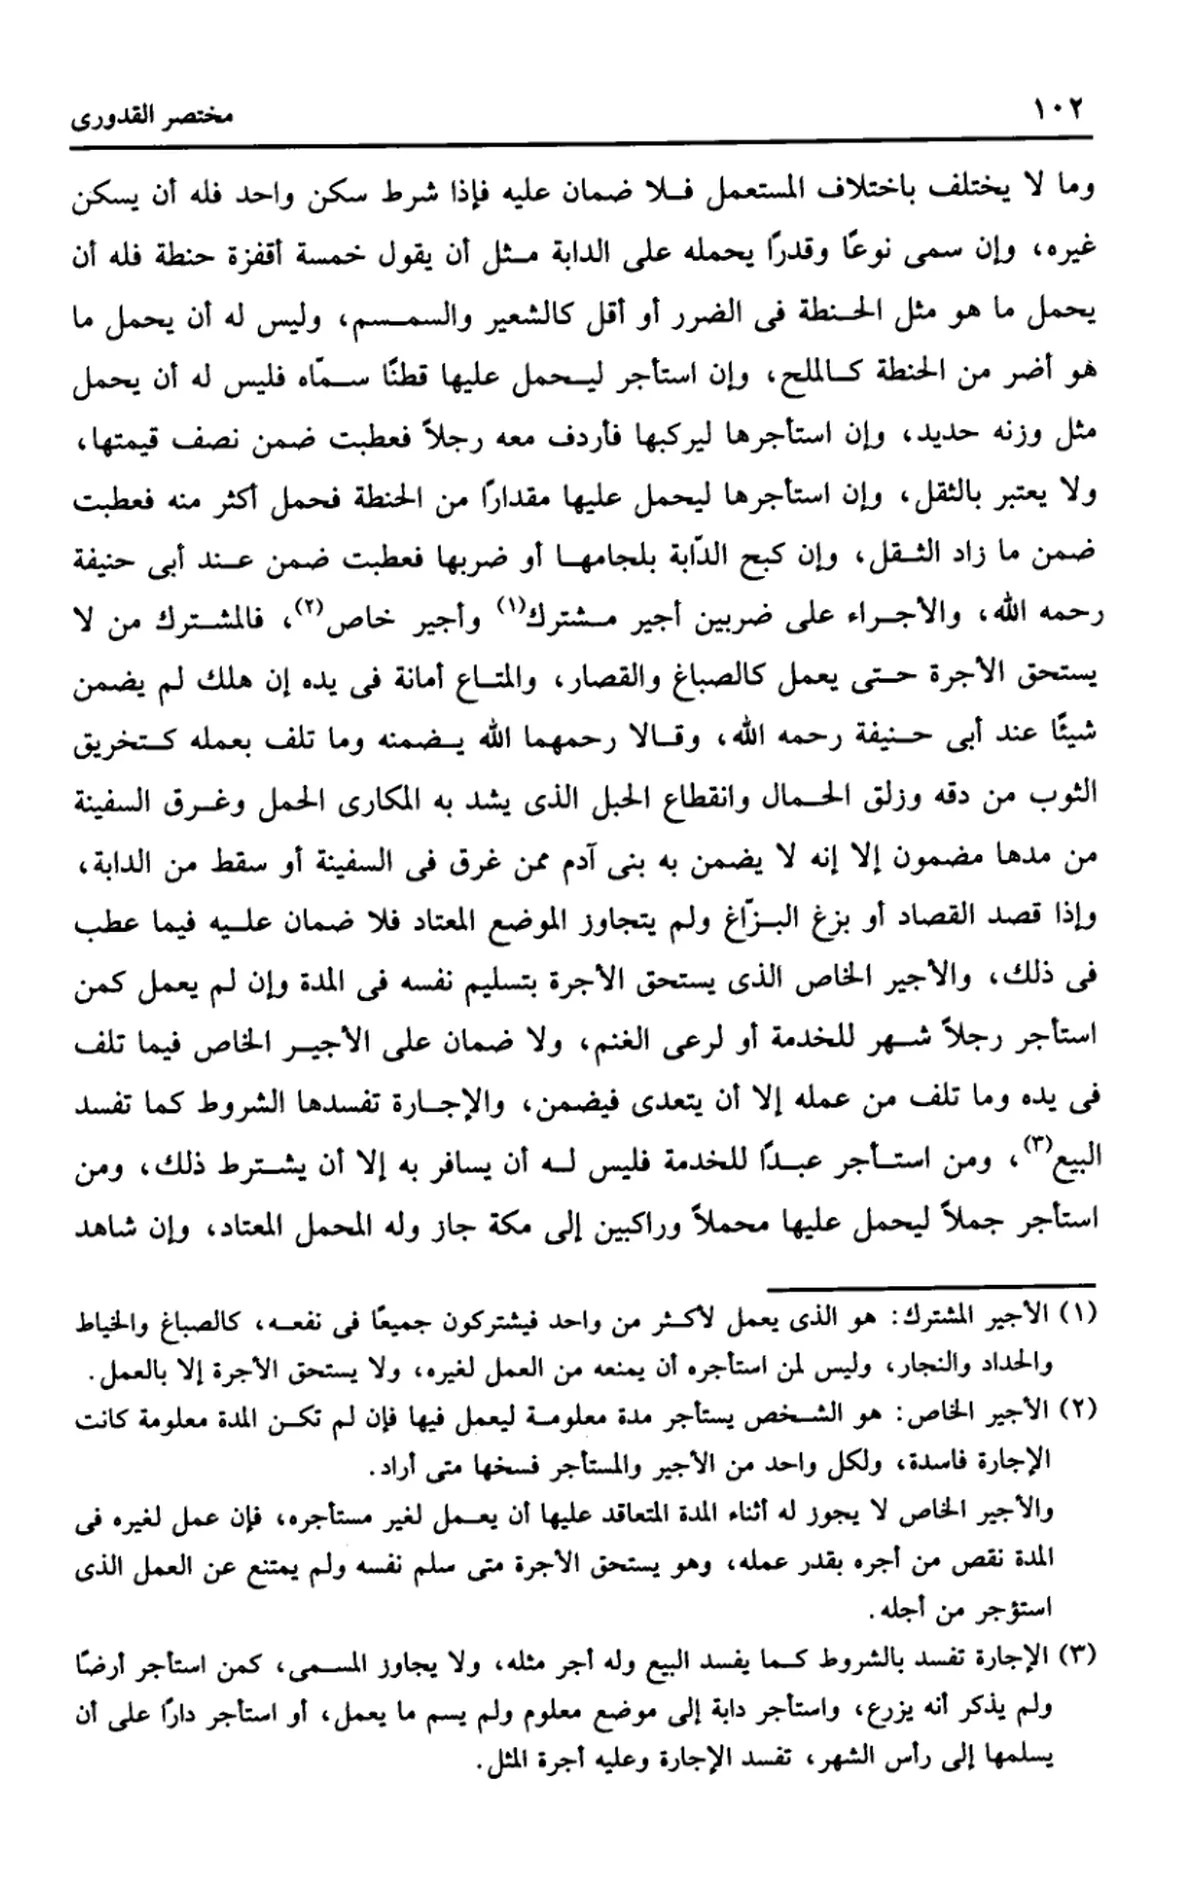 ١٠٢ مختصر القدورى
وما لا يختلف باختلاف المستعمل فلا ضمان عليه فإذا شرط سكن واحد فله أن يسكن
غيره، وإن سمى نوعًا وقدرًا يحمله على الدابة مثل أن يقول خمسة أقفزة حنطة فله أن
يحمل ما هو مثل الحنطة فى الضرر أو أقل كالشعير والسمسم، وليس له أن يحمل ما
هو أضر من الحنطة كالملح، وإن استأجر ليحمل عليها قطنًا سمّاه فليس له أن يحمل
مثل وزنه حديد، وإن استأجرها ليركبها فأردف معه رجلاً فعطبت ضمن نصف قيمتها،
ولا يعتبر بالثقل، وإن استأجرها ليحمل عليها مقدارًا من الحنطة فحمل أكثر منه فعطبت
ضمن ما زاد الثقل، وإن كبح الدّابة بلجامها أو ضربها فعطبت ضمن عند أبى حنيفة
رحمه الله، والأجراء على ضربين أجير مشترك(١) وأجير خاص(٢)، فالمشترك من لا
يستحق الأجرة حتى يعمل كالصباغ والقصار، والمتاع أمانة فى يده إن هلك لم يضمن
شيئًا عند أبى حنيفة رحمه الله، وقالا رحمهما الله يضمنه وما تلف بعمله كتخريق
الثوب من دقه وزلق الحمال وانقطاع الحبل الذى يشد به المكارى الحمل وغرق السفينة
من مدها مضمون إلا إنه لا يضمن به بنى آدم ممن غرق فى السفينة أو سقط من الدابة،
وإذا قصد القصاد أو بزغ البزّاغ ولم يتجاوز الموضع المعتاد فلا ضمان عليه فيما عطب
فى ذلك، والأجير الخاص الذى يستحق الأجرة بتسليم نفسه فى المدة وإن لم يعمل كمن
استأجر رجلاً شهر للخدمة أو لرعى الغنم، ولا ضمان على الأجير الخاص فيما تلف
فى يده وما تلف من عمله إلا أن يتعدى فيضمن، والإجارة تفسدها الشروط كما تفسد
البيع(٣)، ومن استأجر عبدًا للخدمة فليس له أن يسافر به إلا أن يشترط ذلك، ومن
استأجر جملاً ليحمل عليها محملاً وراكبين إلى مكة جاز وله المحمل المعتاد، وإن شاهد
(١) الأجير المشترك: هو الذى يعمل لأكثر من واحد فيشتركون جميعًا فى نفعه، كالصباغ والخياط
والحداد والنجار، وليس لمن استأجره أن يمنعه من العمل لغيره، ولا يستحق الأجرة إلا بالعمل.
(٢) الأجير الخاص: هو الشخص يستأجر مدة معلومة ليعمل فيها فإن لم تكن المدة معلومة كانت
الإجارة فاسدة، ولكل واحد من الأجير والمستأجر فسخها متى أراد.
والأجير الخاص لا يجوز له أثناء المدة المتعاقد عليها أن يعمل لغير مستأجره، فإن عمل لغيره فى
المدة نقص من أجره بقدر عمله، وهو يستحق الأجرة متى سلم نفسه ولم يمتنع عن العمل الذى
استؤجر من أجله.
(٣) الإجارة تفسد بالشروط كما يفسد البيع وله أجر مثله، ولا يجاوز المسمى، كمن استأجر أرضًا
ولم يذكر أنه يزرع، واستأجر دابة إلى موضع معلوم ولم يسم ما يعمل، أو استأجر دارًا على أن
يسلمها إلى رأس الشهر، تفسد الإجارة وعليه أجرة المثل.